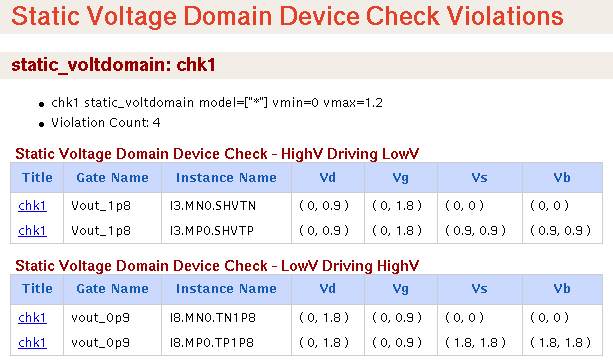 Static Voltage Domain Device Check Violations
static_voltdomain: chk1
• chk1 static_voltdomain model=["*"] vmin=0 vmax=1.2
• Violation Count: 4
Static Voltage Domain Device Check - HighV Driving LowV
Title Gate Name Instance Name Vd Vg Vs Vb
chk1 Vout_1p8 I3.MN0.SHVTN ( 0, 0.9 ) ( 0, 1.8 ) ( 0, 0 ) ( 0, 0 )
chk1 Vout_1p8 I3.MP0.SHVTP ( 0, 0.9 ) ( 0, 1.8 ) ( 0.9, 0.9 ) ( 0.9, 0.9 )
Static Voltage Domain Device Check - LowV Driving HighV
Title Gate Name Instance Name Vd Vg Vs Vb
chk1 vout_0p9 I8.MN0.TN1P8 ( 0, 1.8 ) ( 0, 0.9 ) ( 0, 0 ) ( 0, 0 )
chk1 vout_0p9 I8.MP0.TP1P8 ( 0, 1.8 ) ( 0, 0.9 ) ( 1.8, 1.8 ) ( 1.8, 1.8 )